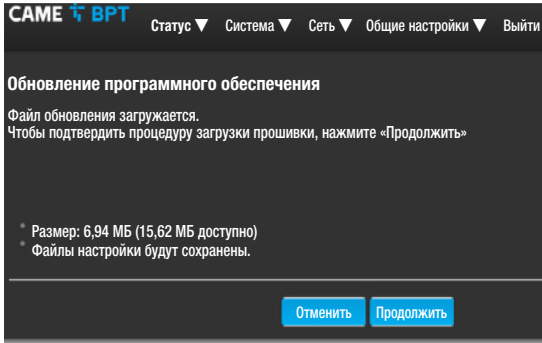 CAME BPT
Статус ▼ Система ▼ Сеть ▼ Общие настройки ▼ Выйти
Обновление программного обеспечения
Файл обновления загружается.
Чтобы подтвердить процедуру загрузки прошивки, нажмите «Продолжить»
* Размер: 6,94 МБ (15,62 МБ доступно)
* Файлы настройки будут сохранены.
Отменить Продолжить